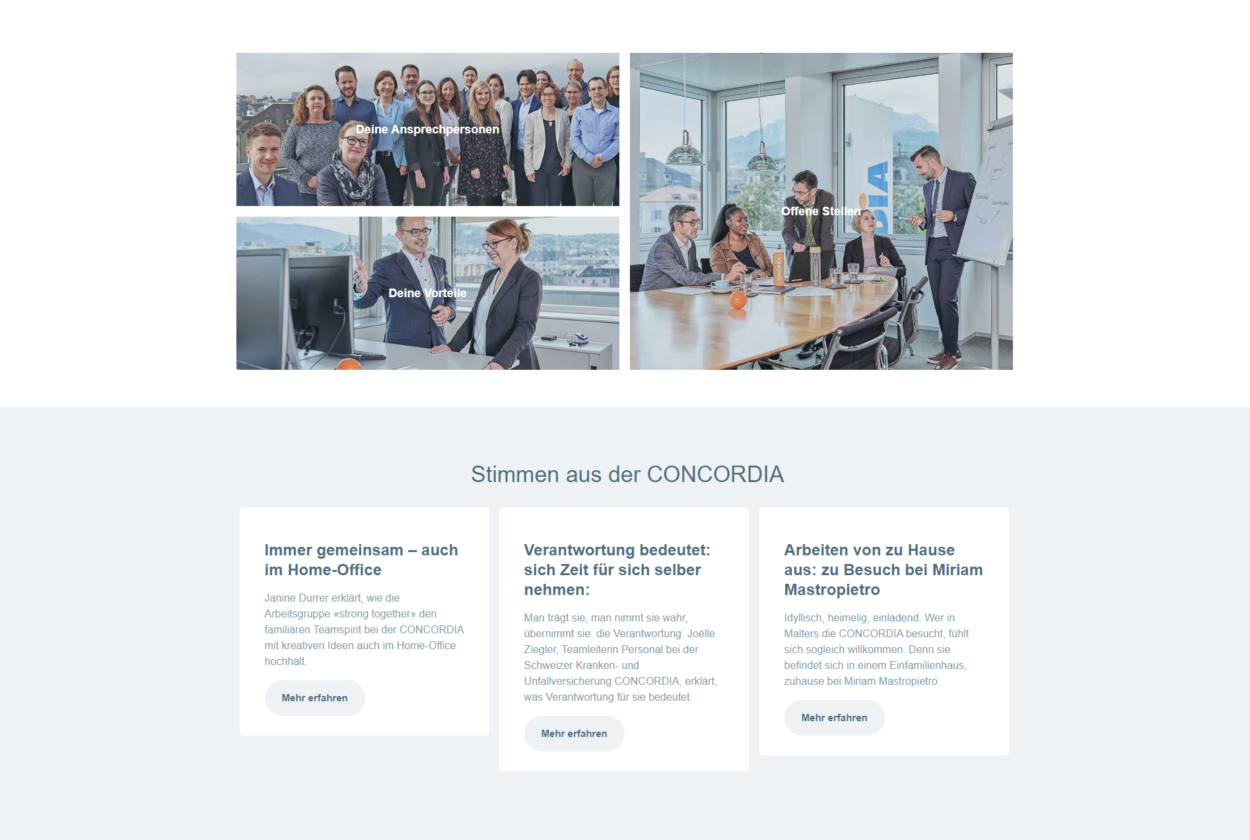 Deine Ansprechpersonen
Deine Vorteile
DIA
Offene Stellen
Stimmen aus der CONCORDIA
Immer gemeinsam – auch
im Home-Office
Janine Durrer erklärt, wie die
Arbeitsgruppe «strong together» den
familiären Teamspirit bei der CONCORDIA
mit kreativen Ideen auch im Home-Office
hochhält.
Mehr erfahren
Verantwortung bedeutet:
sich Zeit für sich selber
nehmen:
Man trägt sie, man nimmt sie wahr,
übernimmt sie: die Verantwortung. Joëlle
Ziegler, Teamleiterin Personal bei der
Schweizer Kranken- und
Unfallversicherung CONCORDIA, erklärt,
was Verantwortung für sie bedeutet.
Mehr erfahren
Arbeiten von zu Hause
aus: zu Besuch bei Miriam
Mastropietro
Idyllisch, heimelig, einladend. Wer in
Malters die CONCORDIA besucht, fühlt
sich sogleich willkommen. Denn sie
befindet sich in einem Einfamilienhaus,
zuhause bei Miriam Mastropietro.
Mehr erfahren